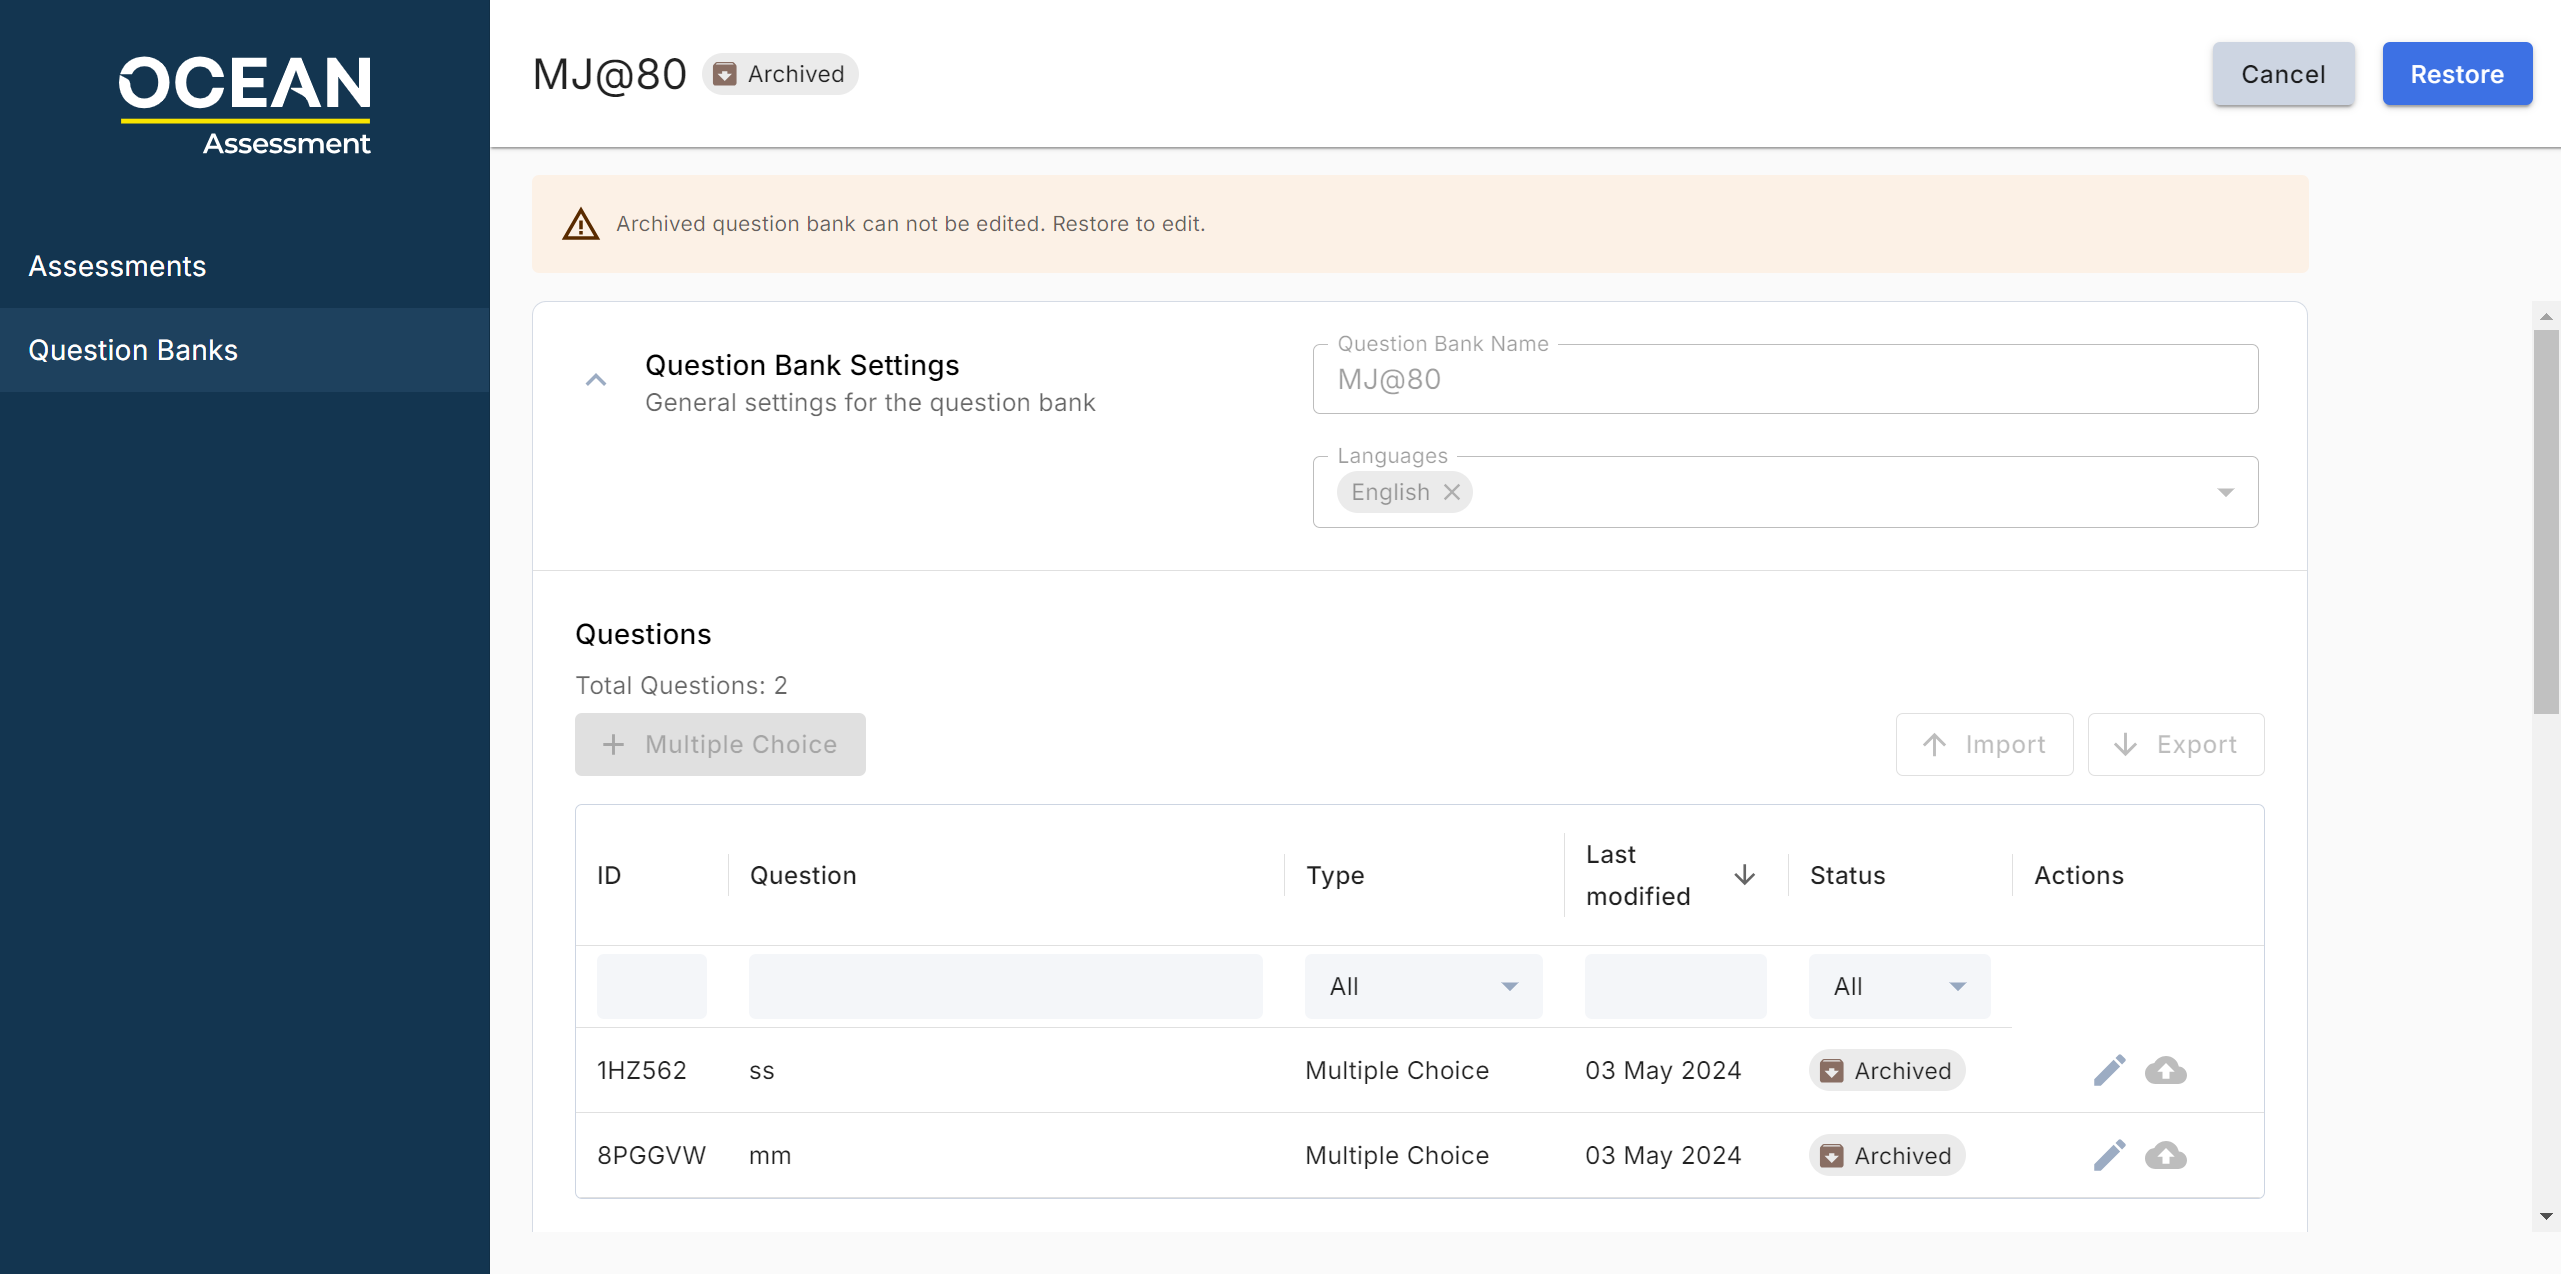 OCEAN
Assessment
Assessments
Question Banks
MJ@80
Archived
Cancel
Restore
Archived question bank can not be edited. Restore to edit.
Question Bank Settings
General settings for the question bank
Question Bank Name
MJ@80
Languages
English
Questions
Total Questions: 2
Multiple Choice
Import
Export
ID Question Type Last modified Status Actions
All All
1HZ562 ss Multiple Choice 03 May 2024 Archived
8PGGVW mm Multiple Choice 03 May 2024 Archived